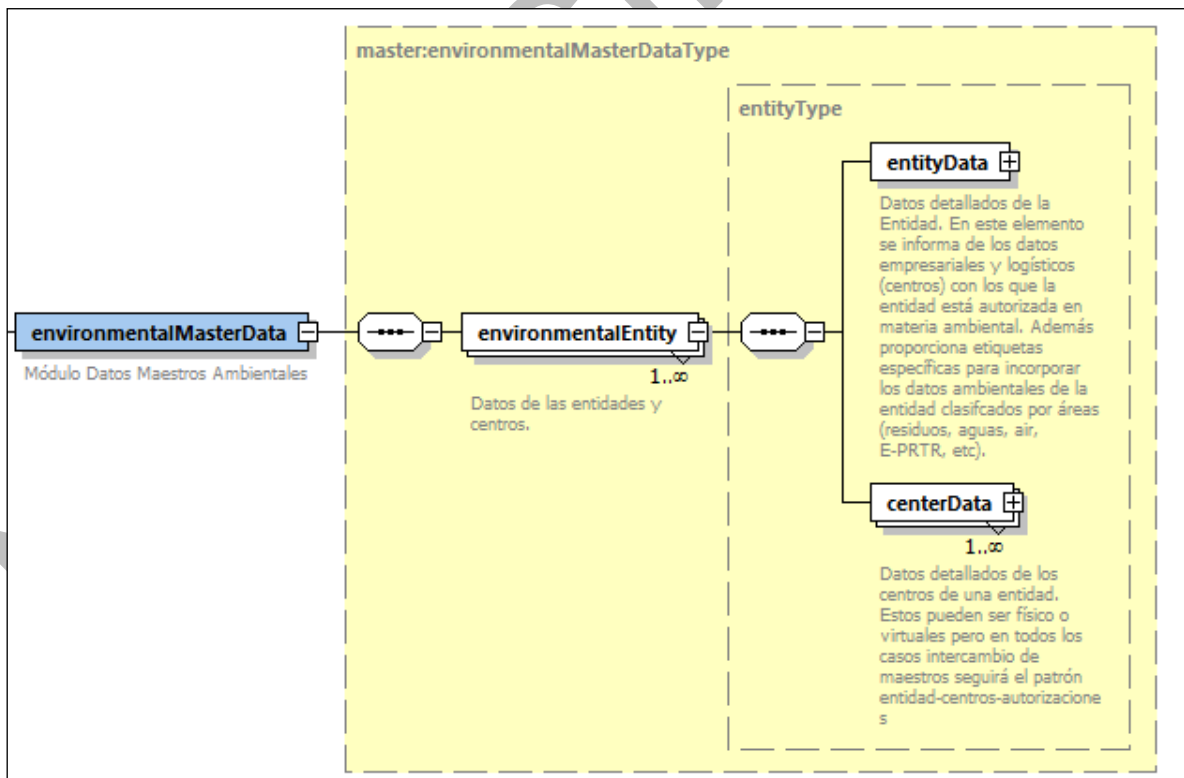 master:environmentalMasterDataType
entityType
entityData
Datos detallados de la
Entidad. En este elemento
se informa de los datos
empresariales y logísticos
(centros) con los que la
entidad está autorizada en
materia ambiental. Además
proporciona etiquetas
específicas para incorporar
los datos ambientales de la
entidad clasifcados por áreas
(residuos, aguas, air,
E-PRTR, etc).
environmentalMasterData
Módulo Datos Maestros Ambientales
environmentalEntity
1..∞
Datos de las entidades y
centros.
centerData
1..∞
Datos detallados de los
centros de una entidad.
Estos pueden ser físico o
virtuales pero en todos los
casos intercambio de
maestros seguirá el patrón
entidad-centros-autorizacione
s